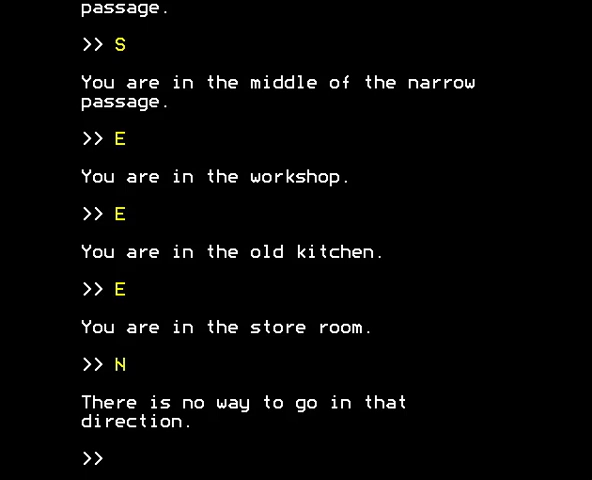 passage.
>> S
You are in the middle of the narrow
passage.
>> E
You are in the workshop.
>> E
You are in the old kitchen.
>> E
You are in the store room.
>> N
There is no way to go in that
direction.
>>